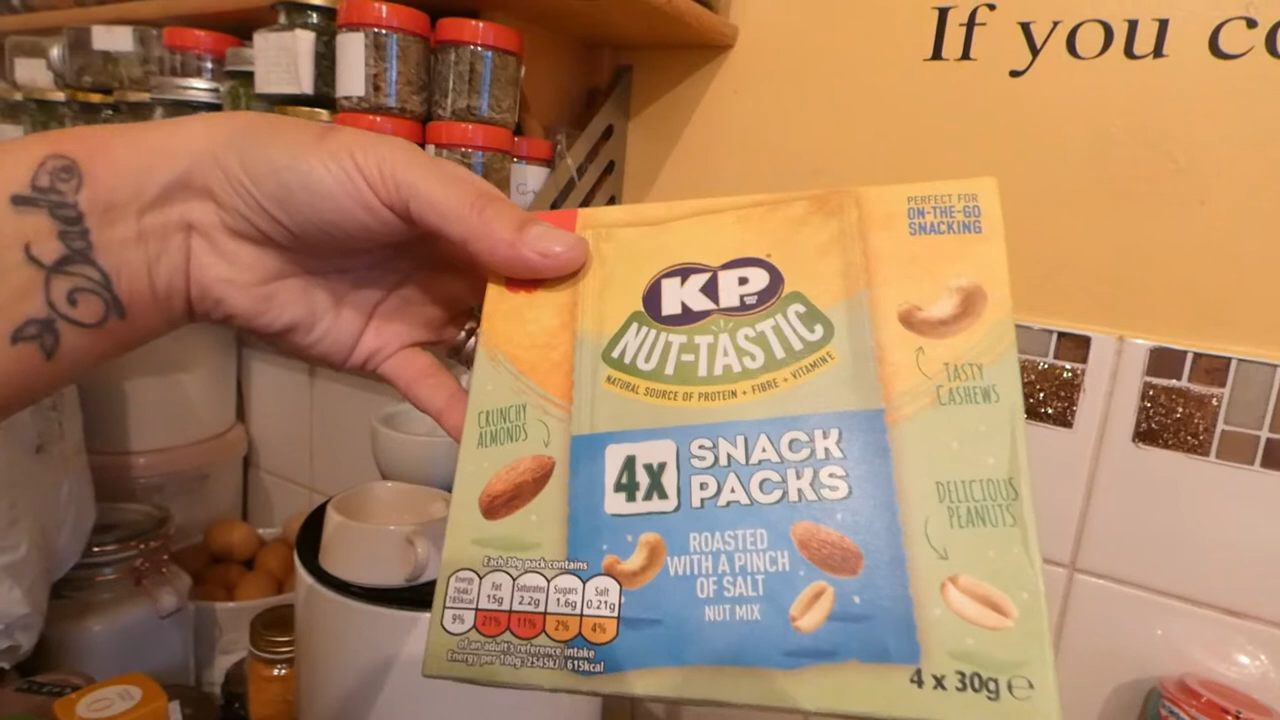 If you co
Dad
PERFECT FOR
ON-THE-GO
SNACKING
KP
NUT-TASTIC
NATURAL SOURCE OF PROTEIN + FIBRE + VITAMIN E
TASTY
CASHEWS
CRUNCHY
ALMONDS
4x SNACK
PACKS
DELICIOUS
PEANUTS
ROASTED
WITH A PINCH
OF SALT
NUT MIX
Each 30g pack contains
Energy Fat Saturates Sugars Salt
764kJ 15g 2.2g 1.6g 0.21g
185kcal
9% 21% 11% 2% 4%
of an adult's reference intake
Energy per 100g: 2545kJ / 615kcal
4 x 30g e